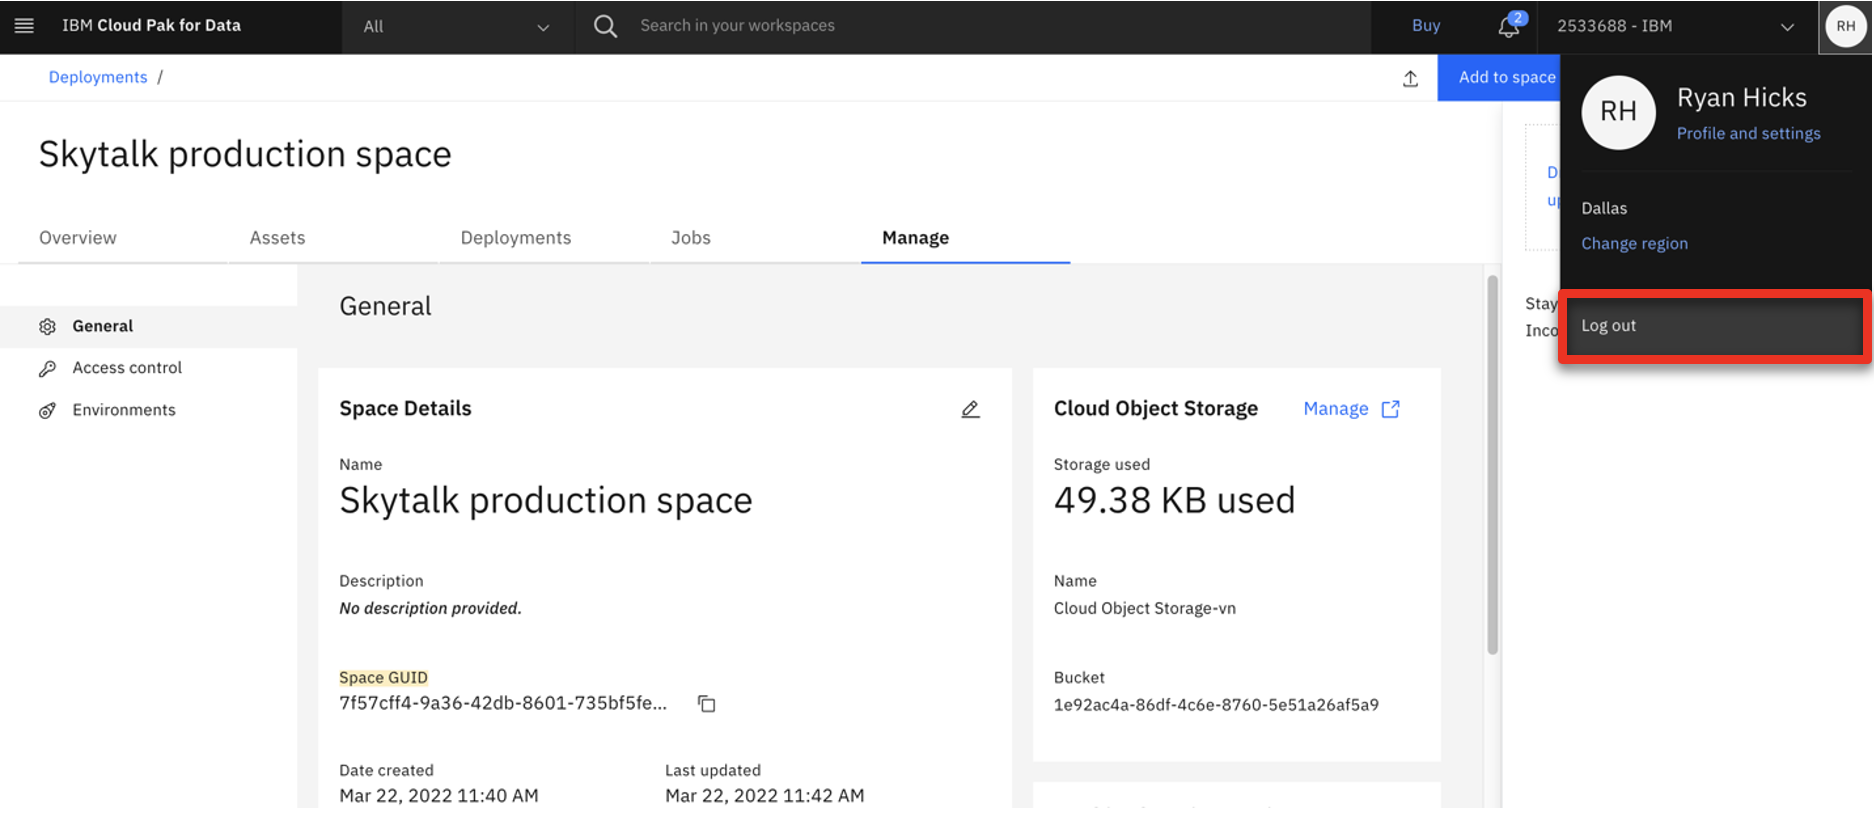 IBM Cloud Pak for Data
All
Search in your workspaces
Buy
2
2533688 - IBM
RH
Deployments /
Add to space
RH
Ryan Hicks
Profile and settings
Skytalk production space
D
up
Dallas
Change region
Overview
Assets
Deployments
Jobs
Manage
Stay
Inco
Log out
General
Access control
Environments
General
Space Details
Name
Skytalk production space
Description
No description provided.
Space GUID
7f57cff4-9a36-42db-8601-735bf5fe...
Date created
Mar 22, 2022 11:40 AM
Last updated
Mar 22, 2022 11:42 AM
Cloud Object Storage
Manage
Storage used
49.38 KB used
Name
Cloud Object Storage-vn
Bucket
1e92ac4a-86df-4c6e-8760-5e51a26af5a9